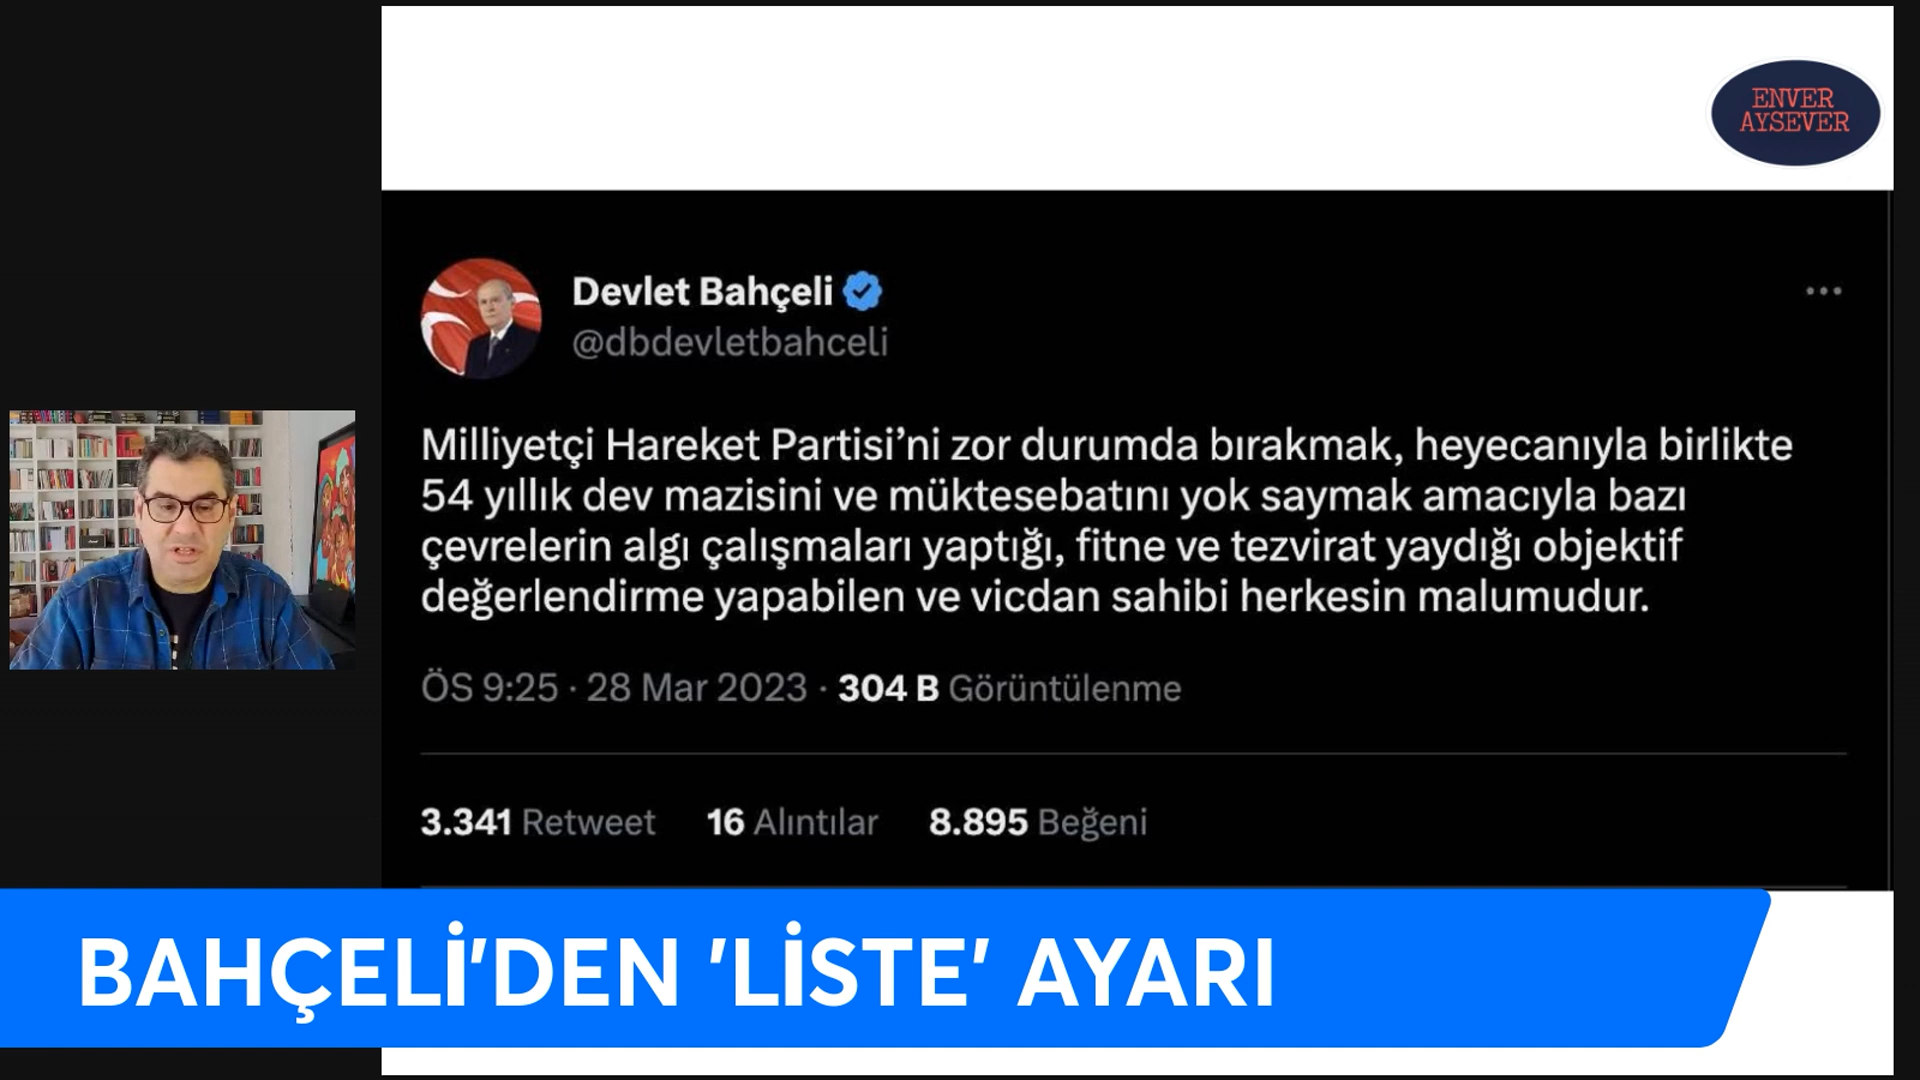 ENVER
AYSEVER
Devlet Bahçeli
@dbdevletbahceli
Milliyetçi Hareket Partisi’ni zor durumda bırakmak, heyecanıyla birlikte
54 yıllık dev mazisini ve müktesebatını yok saymak amacıyla bazı
çevrelerin algı çalışmaları yaptığı, fitne ve tezvirat yaydığı objektif
değerlendirme yapabilen ve vicdan sahibi herkesin malumudur.
ÖS 9:25 · 28 Mar 2023 · 304 B Görüntülenme
3.341 Retweet 16 Alıntılar 8.895 Beğeni
BAHÇELİ'DEN 'LİSTE' AYARI